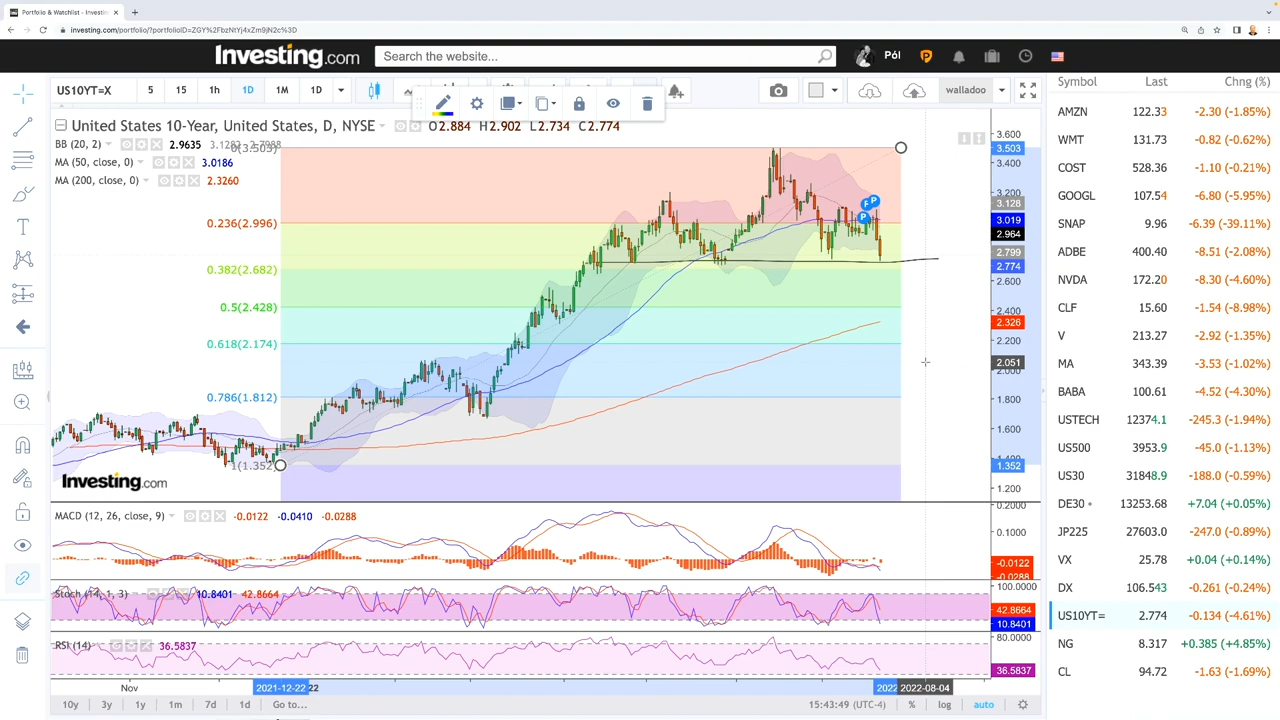 Portfolio & Watchlist - Investin
investing.com/portfolio/?portfolioID=ZGY%2FbzNtYj4xZm9jN2c%3D
Investing.com Search the website... Pól
US10YT=X 5 15 1h 1D 1M 1D walladoo
United States 10-Year, United States, D, NYSE O2.884 H2.902 L2.734 C2.774
BB (20, 2) 2.9635
MA (50, close, 0) 3.0186
MA (200, close, 0) 2.3260
0(3.503)
0.236(2.996)
0.382(2.682)
0.5(2.428)
0.618(2.174)
0.786(1.812)
1(1.352)
Investing.com
F P
P
3.600
3.503
3.400
3.200
3.128
3.019
2.964
2.799
2.774
2.600
2.400
2.326
2.051
2.000
1.800
1.600
1.352
1.200
MACD (12, 26, close, 9) -0.0122 -0.0410 -0.0288
0.2000
0.1000
-0.0122
-0.0288
Stoch (14, 1, 3) 10.8401 42.8664
100.0000
42.8664
10.8401
RSI (14) 36.5837
80.0000
36.5837
Nov 2021-12-22 22 2022 2022-08-04
10y 3y 1y 1m 7d 1d Go to... 15:43:49 (UTC-4) % log auto
Symbol Last Chng (%)
AMZN 122.33 -2.30 (-1.85%)
WMT 131.73 -0.82 (-0.62%)
COST 528.36 -1.10 (-0.21%)
GOOGL 107.54 -6.80 (-5.95%)
SNAP 9.96 -6.39 (-39.11%)
ADBE 400.40 -8.51 (-2.08%)
NVDA 172.20 -8.30 (-4.60%)
CLF 15.60 -1.54 (-8.98%)
V 213.27 -2.92 (-1.35%)
MA 343.39 -3.53 (-1.02%)
BABA 100.61 -4.52 (-4.30%)
USTECH 12374.1 -245.3 (-1.94%)
US500 3953.9 -45.0 (-1.13%)
US30 31848.9 -188.0 (-0.59%)
DE30 13253.68 +7.04 (+0.05%)
JP225 27603.0 -247.0 (-0.89%)
VX 25.78 +0.04 (+0.14%)
DX 106.543 -0.261 (-0.24%)
US10YT= 2.774 -0.134 (-4.61%)
NG 8.317 +0.385 (+4.85%)
CL 94.72 -1.63 (-1.69%)